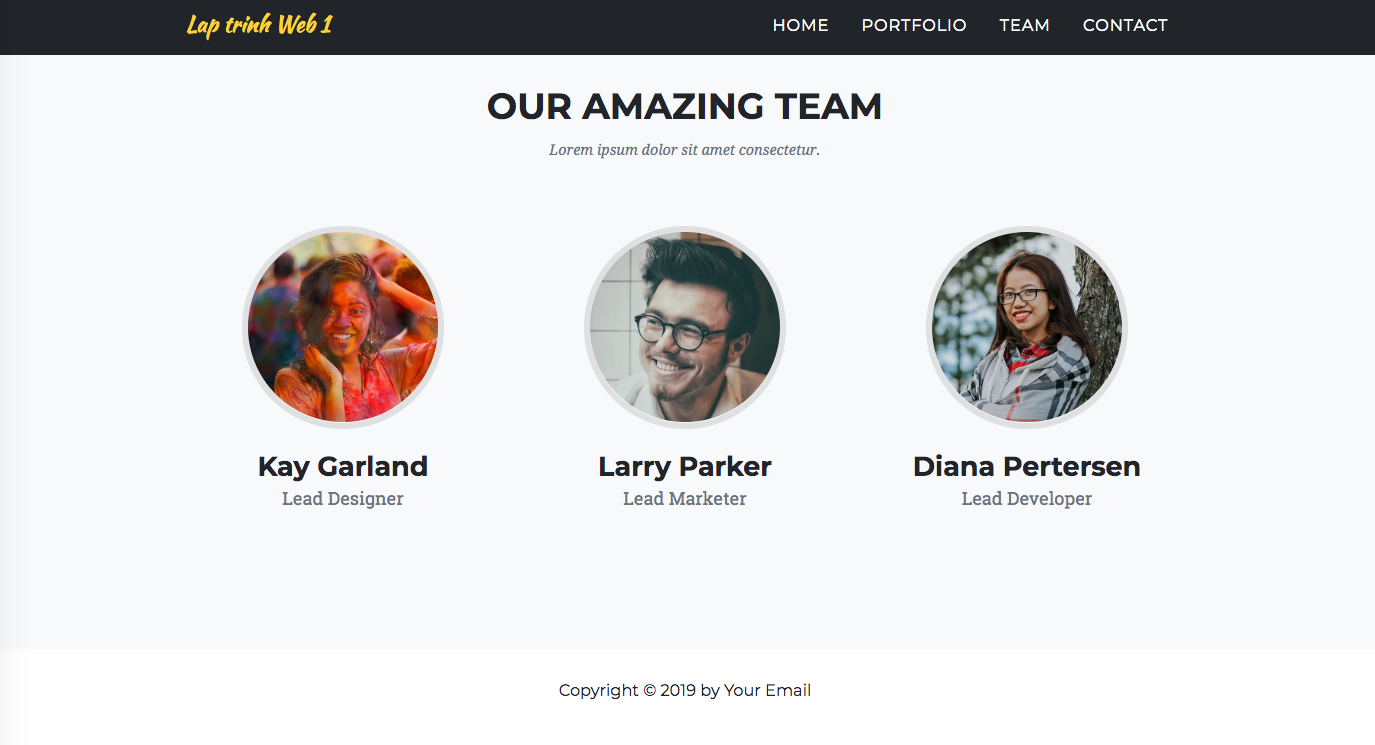 Lap trinh Web 1
HOME PORTFOLIO TEAM CONTACT
OUR AMAZING TEAM
Lorem ipsum dolor sit amet consectetur.
Kay Garland
Lead Designer
Larry Parker
Lead Marketer
Diana Pertersen
Lead Developer
Copyright © 2019 by Your Email